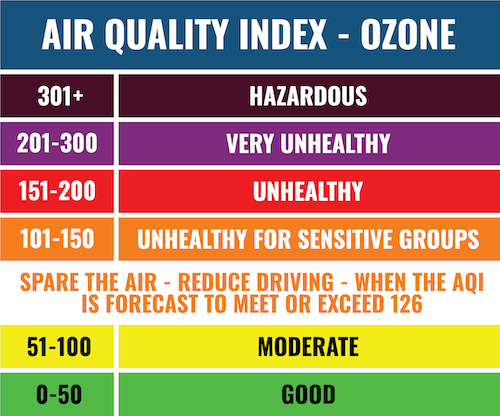 AIR QUALITY INDEX - OZONE
301+ HAZARDOUS
201-300 VERY UNHEALTHY
151-200 UNHEALTHY
101-150 UNHEALTHY FOR SENSITIVE GROUPS
SPARE THE AIR - REDUCE DRIVING - WHEN THE AQI
IS FORECAST TO MEET OR EXCEED 126
51-100 MODERATE
0-50 GOOD